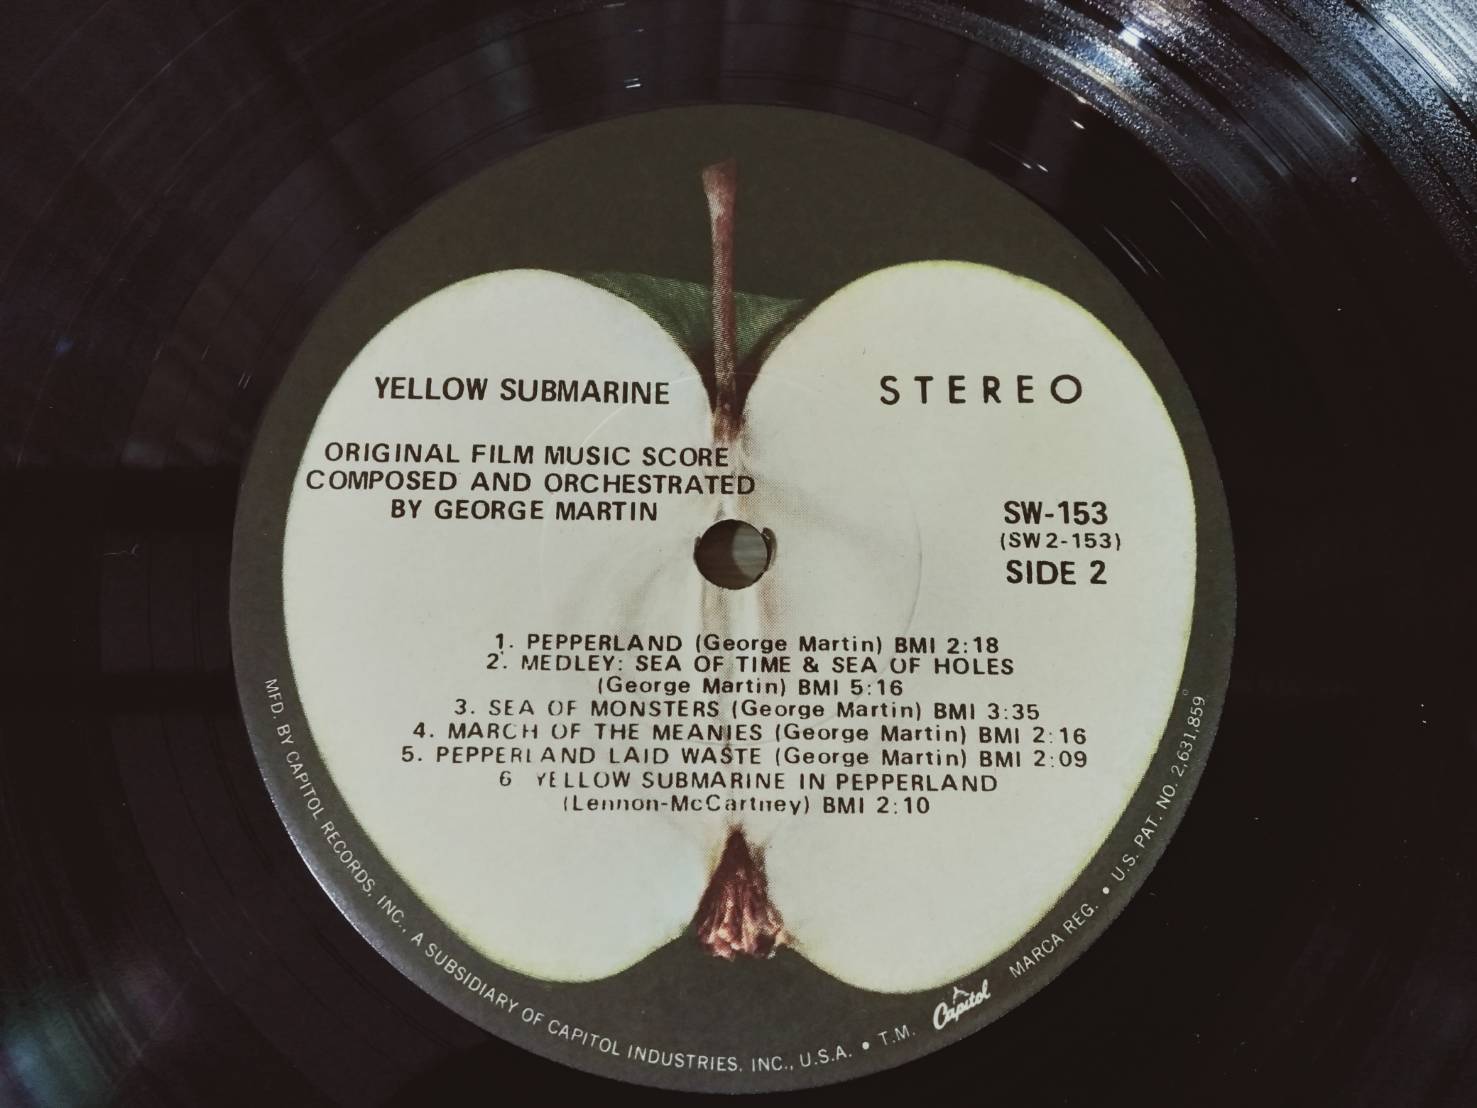 YELLOW SUBMARINE
STEREO
ORIGINAL FILM MUSIC SCORE
COMPOSED AND ORCHESTRATED
BY GEORGE MARTIN
SW-153
(SW2-153)
SIDE 2
1. PEPPERLAND (George Martin) BMI 2:18
2. MEDLEY: SEA OF TIME & SEA OF HOLES
(George Martin) BMI 5:16
3. SEA OF MONSTERS (George Martin) BMI 3:35
4. MARCH OF THE MEANIES (George Martin) BMI 2:16
5. PEPPERLAND LAID WASTE (George Martin) BMI 2:09
6 YELLOW SUBMARINE IN PEPPERLAND
(Lennon-McCartney) BMI 2:10
MFD. BY CAPITOL RECORDS, INC., A SUBSIDIARY OF CAPITOL INDUSTRIES, INC., U.S.A. • T.M. Capitol MARCA REG. • U.S. PAT. NO. 2,631,859